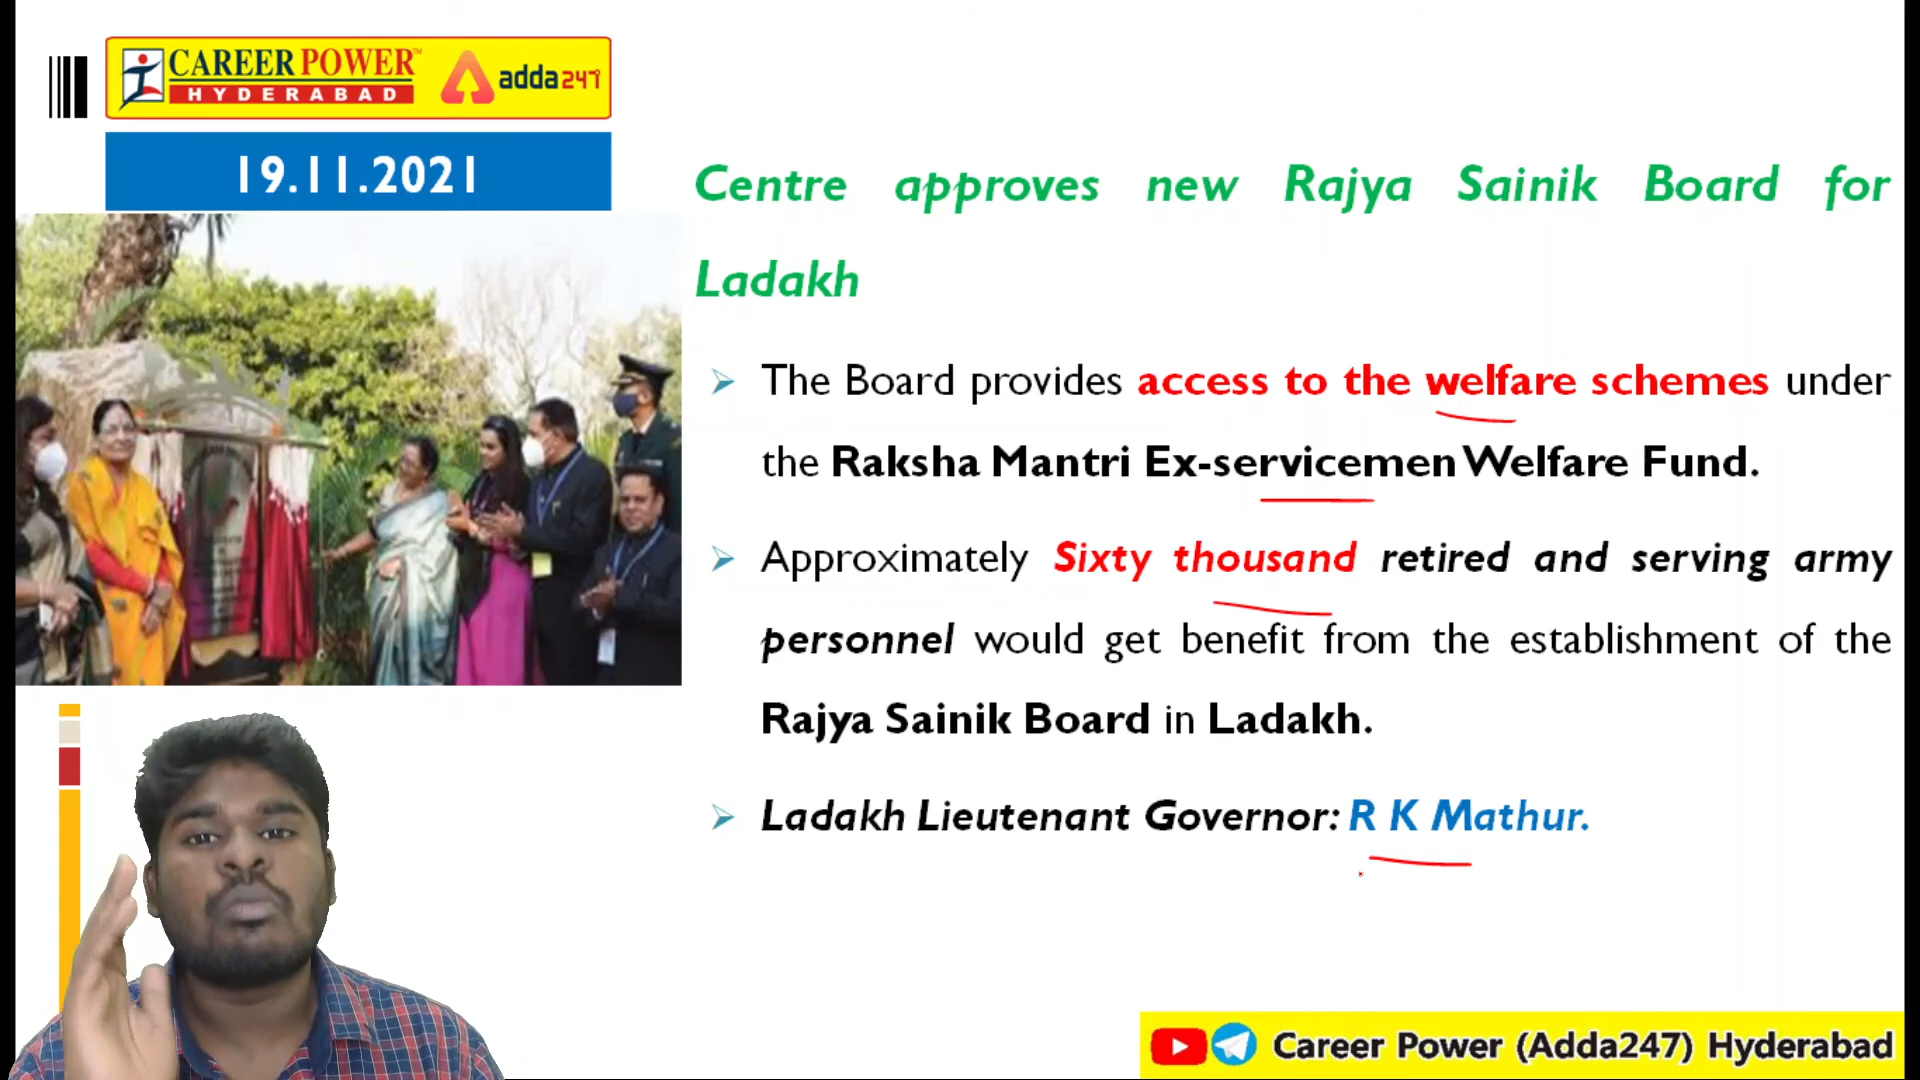 CAREER POWER
HYDERABAD
adda247
19.11.2021
Centre approves new Rajya Sainik Board for
Ladakh
The Board provides access to the welfare schemes under
the Raksha Mantri Ex-servicemen Welfare Fund.
Approximately Sixty thousand retired and serving army
personnel would get benefit from the establishment of the
Rajya Sainik Board in Ladakh.
Ladakh Lieutenant Governor: R K Mathur.
Career Power (Adda247) Hyderabad